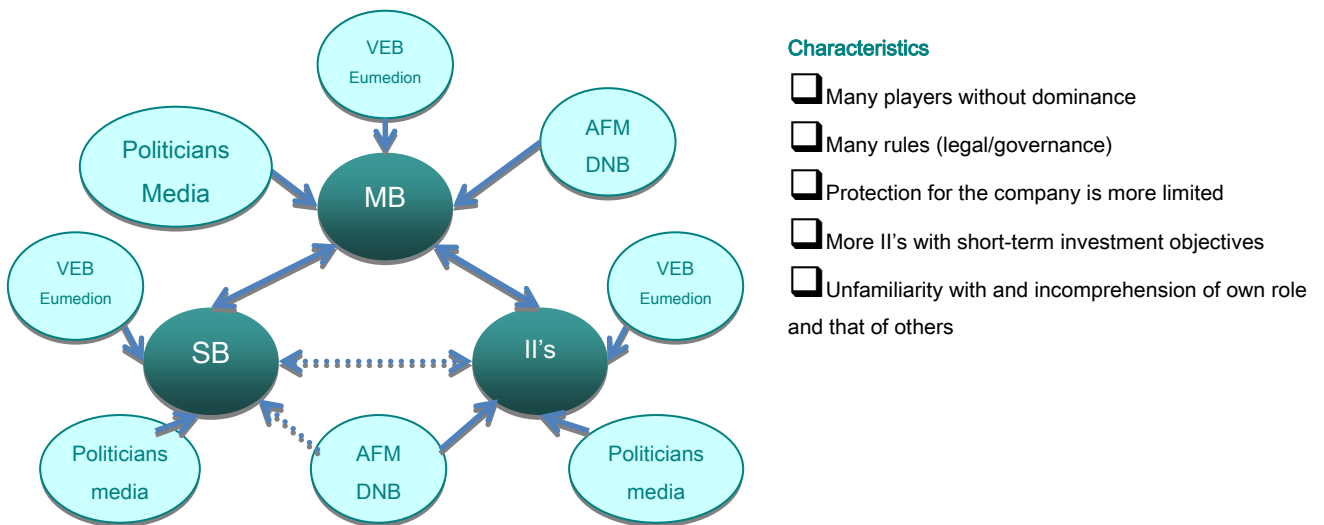 VEB
Eumedion
Politicians
Media
AFM
DNB
MB
VEB
Eumedion
VEB
Eumedion
SB
II's
Politicians
media
AFM
DNB
Politicians
media
Characteristics
Many players without dominance
Many rules (legal/governance)
Protection for the company is more limited
More II's with short-term investment objectives
Unfamiliarity with and incomprehension of own role
and that of others